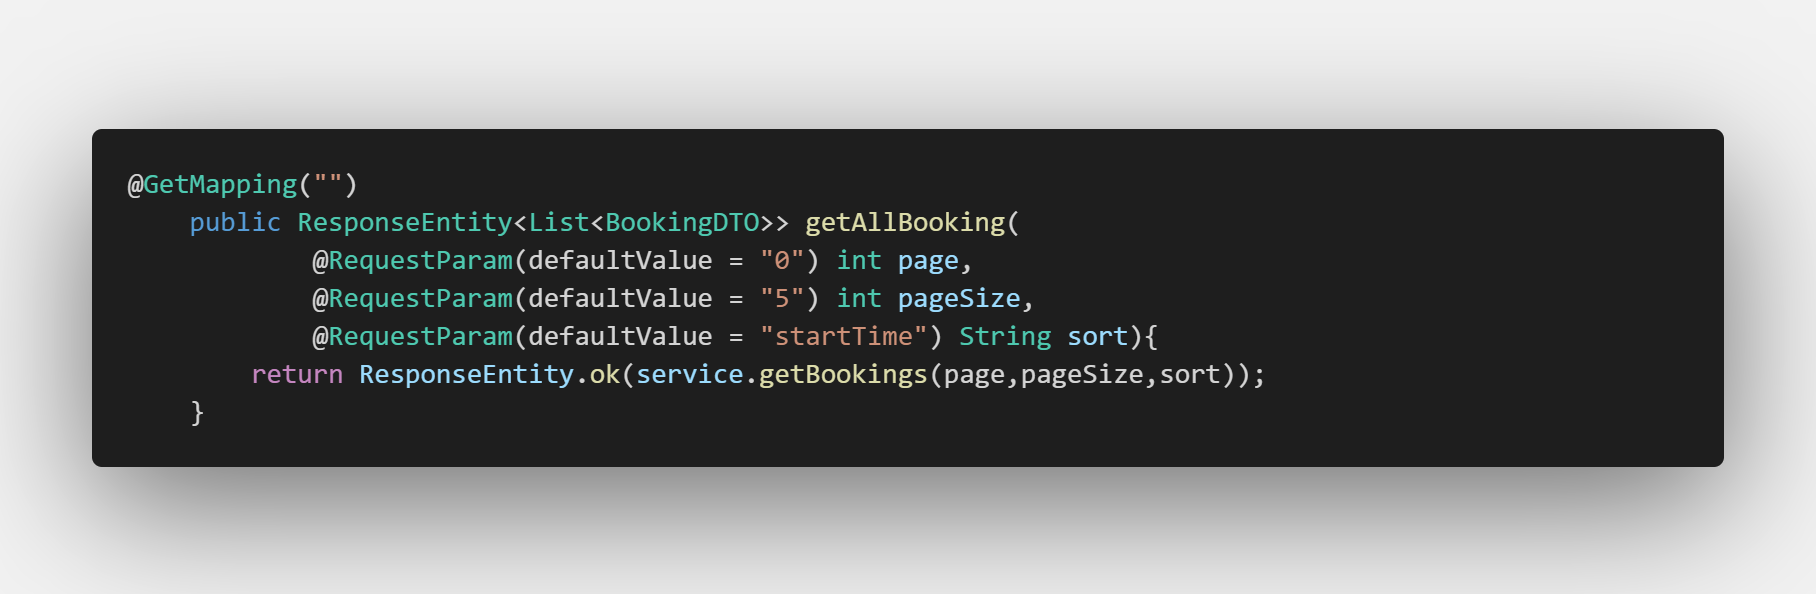 @GetMapping("")
    public ResponseEntity<List<BookingDTO>> getAllBooking(
            @RequestParam(defaultValue = "0") int page,
            @RequestParam(defaultValue = "5") int pageSize,
            @RequestParam(defaultValue = "startTime") String sort){
        return ResponseEntity.ok(service.getBookings(page,pageSize,sort));
    }